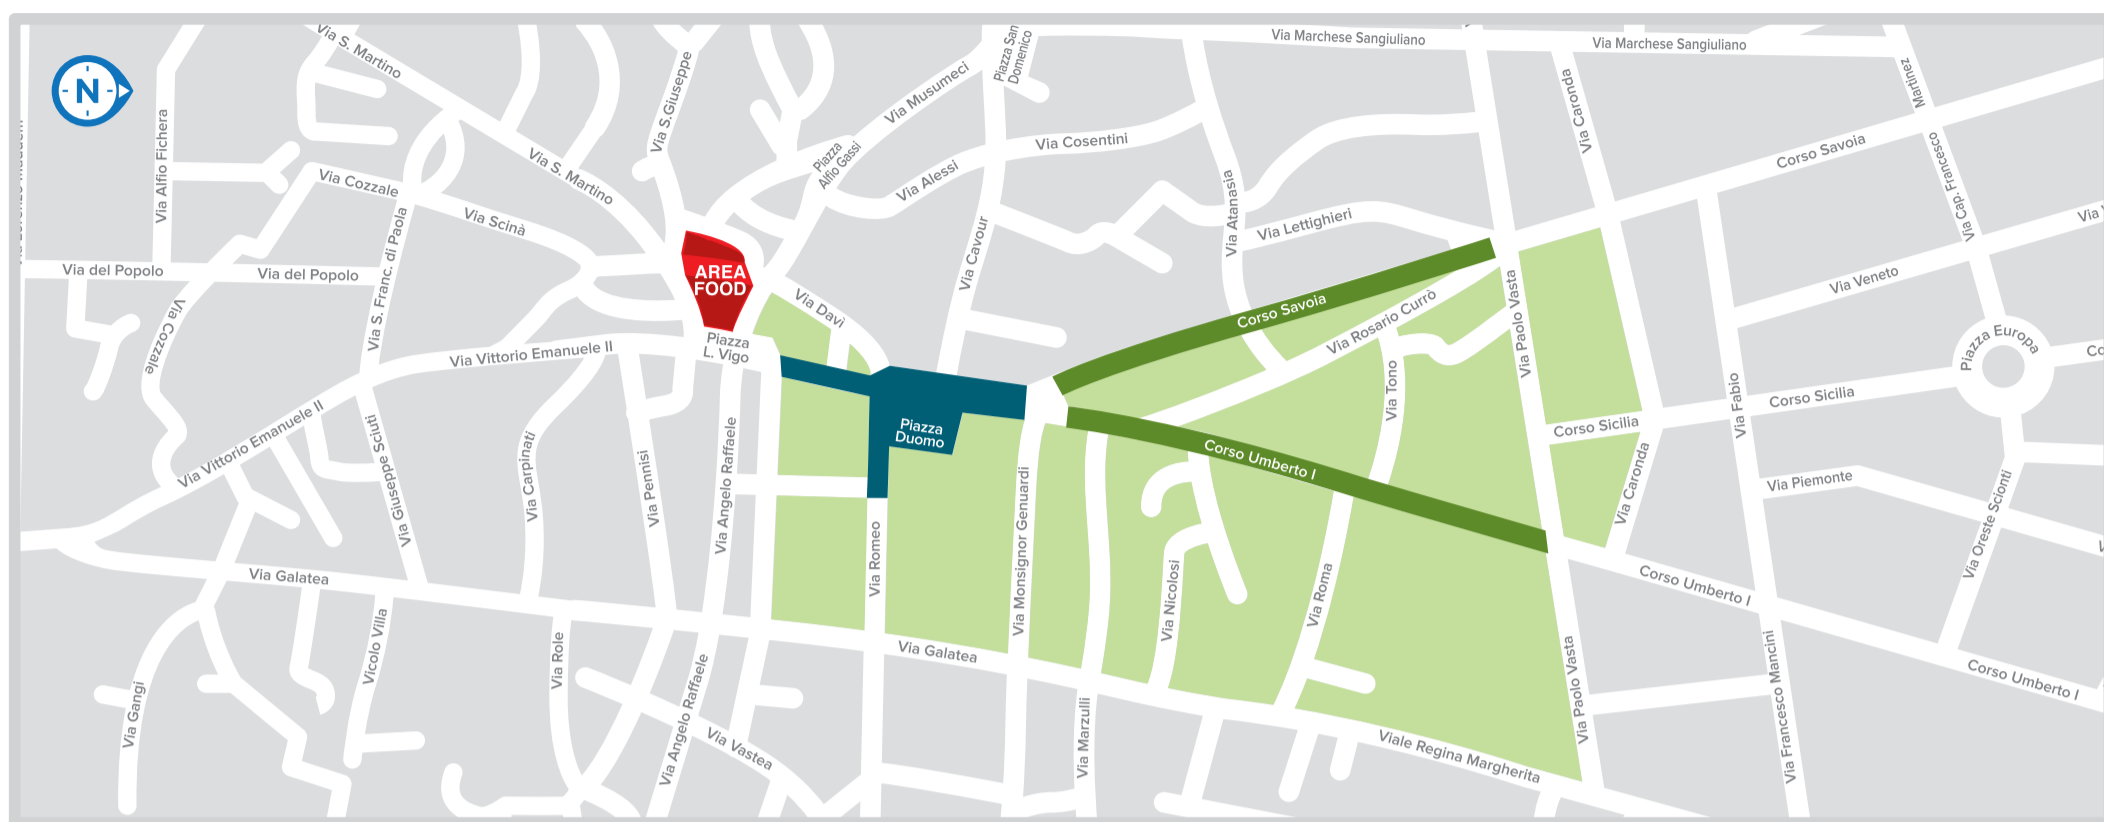 Via S. Martino
Via Marchese Sangiuliano
Via Marchese Sangiuliano
Piazza San
Domenico
N
Via S.Giuseppe
Via Musumeci
Via Caronda
Martinez
Via Alfio Fichera
Via Cosentini
Corso Savoia
Via S. Martino
Piazza
Alfio Gassi
Via Alessi
Via Cap. Francesco
Via Cozzale
Via Atanasia
Via Scinà
Via Lettighieri
Via S. Franc. di Paola
Via Cavour
Via del Popolo
Via del Popolo
AREA
FOOD
Via Veneto
Via Davì
Corso Savoia
Via Rosario Currò
Via Paolo Vasta
Via Cozzale
Piazza
L. Vigo
Via Vittorio Emanuele II
Piazza Europa
Via Tono
Via Fabio
Corso Sicilia
Corso Sicilia
Via Vittorio Emanuele II
Via Giuseppe Sciuti
Via Carpinati
Via Pennisi
Via Angelo Raffaele
Piazza
Duomo
Corso Umberto I
Via Caronda
Via Piemonte
Via Monsignor Genuardi
Via Oreste Scionti
Via Romeo
Via Galatea
Via Nicolosi
Via Roma
Corso Umberto I
Vicolo Villa
Via Role
Via Galatea
Corso Umberto I
Via Gangi
Via Angelo Raffaele
Via Vastea
Via Marzulli
Viale Regina Margherita
Via Paolo Vasta
Via Francesco Mancini